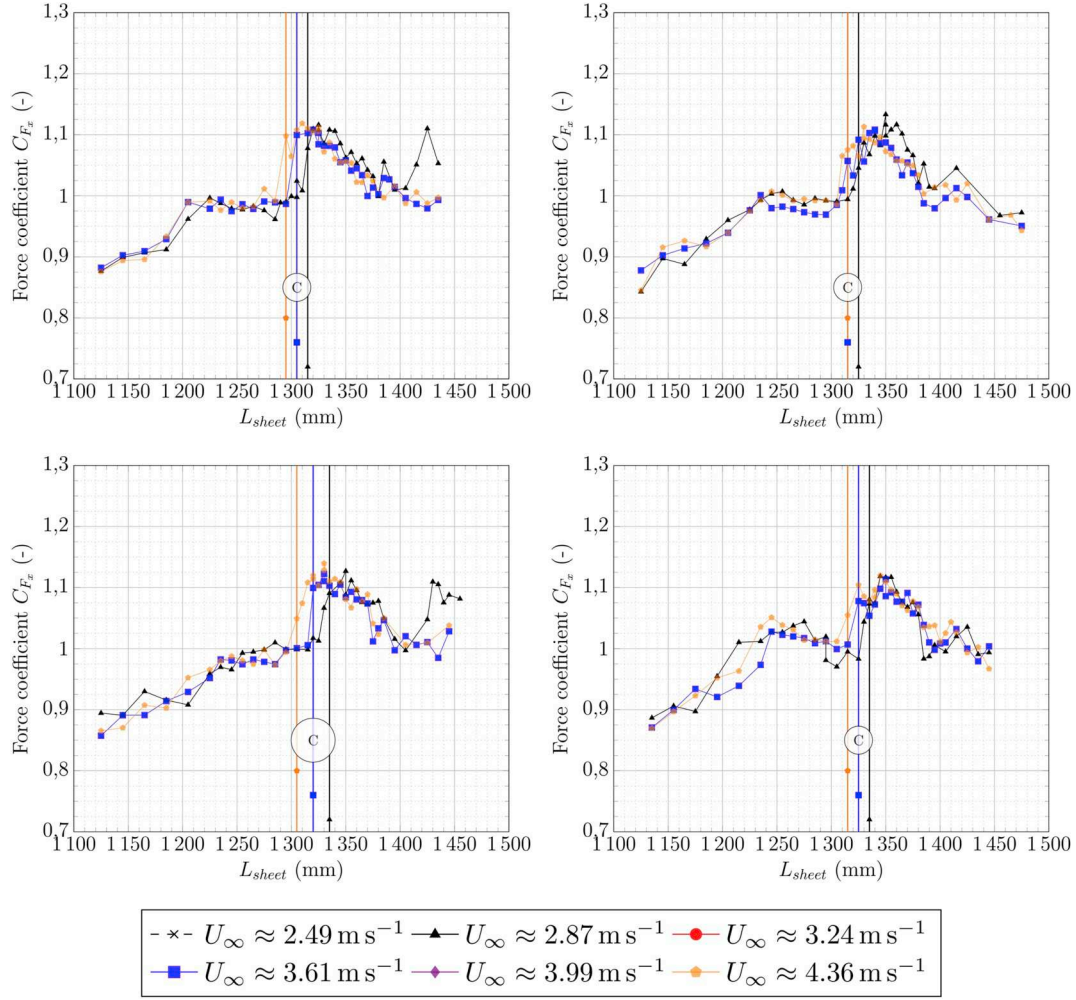 1,3
1,2
1,1
1
0,9
0,8
0,7
Force coefficient C_{F_x} (-)
C
1 100 1 150 1 200 1 250 1 300 1 350 1 400 1 450 1 500
L_{sheet} (mm)
1,3
1,2
1,1
1
0,9
0,8
0,7
Force coefficient C_{F_x} (-)
C
1 100 1 150 1 200 1 250 1 300 1 350 1 400 1 450 1 500
L_{sheet} (mm)
1,3
1,2
1,1
1
0,9
0,8
0,7
Force coefficient C_{F_x} (-)
C
1 100 1 150 1 200 1 250 1 300 1 350 1 400 1 450 1 500
L_{sheet} (mm)
1,3
1,2
1,1
1
0,9
0,8
0,7
Force coefficient C_{F_x} (-)
C
1 100 1 150 1 200 1 250 1 300 1 350 1 400 1 450 1 500
L_{sheet} (mm)
U_∞ ≈ 2.49 m s⁻¹ U_∞ ≈ 2.87 m s⁻¹ U_∞ ≈ 3.24 m s⁻¹
U_∞ ≈ 3.61 m s⁻¹ U_∞ ≈ 3.99 m s⁻¹ U_∞ ≈ 4.36 m s⁻¹